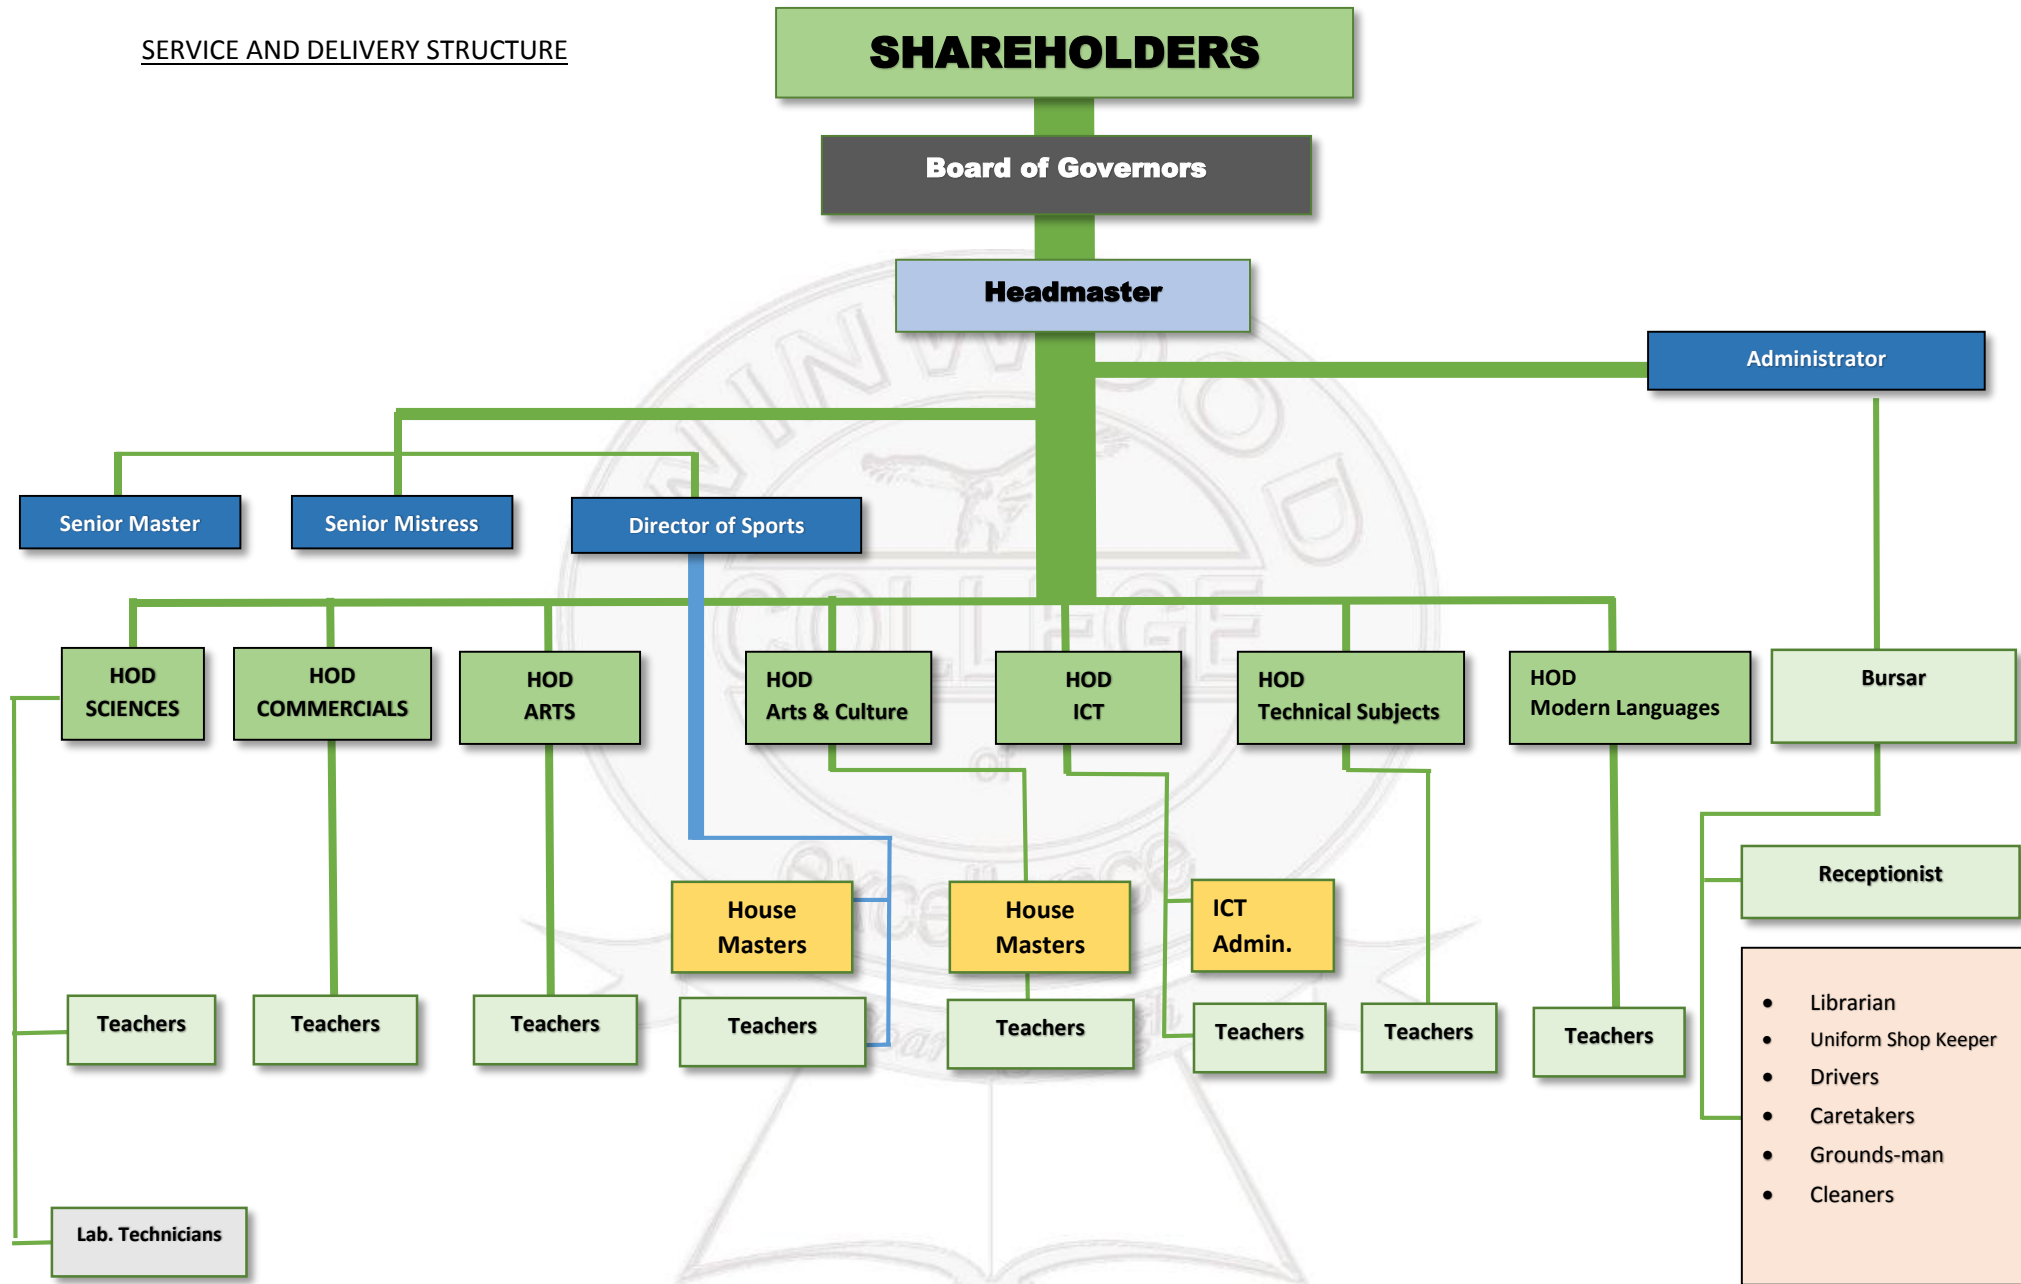 SERVICE AND DELIVERY STRUCTURE
SHAREHOLDERS
Board of Governors
Headmaster
Administrator
Senior Master
Senior Mistress
Director of Sports
HOD
SCIENCES
HOD
COMMERCIALS
HOD
ARTS
HOD
Arts & Culture
HOD
ICT
HOD
Technical Subjects
HOD
Modern Languages
Bursar
Receptionist
House
Masters
House
Masters
ICT
Admin.
Teachers
Teachers
Teachers
Teachers
Teachers
Teachers
Teachers
Teachers
• Librarian
• Uniform Shop Keeper
• Drivers
• Caretakers
• Grounds-man
• Cleaners
Lab. Technicians
COLLEGE
of
excellence